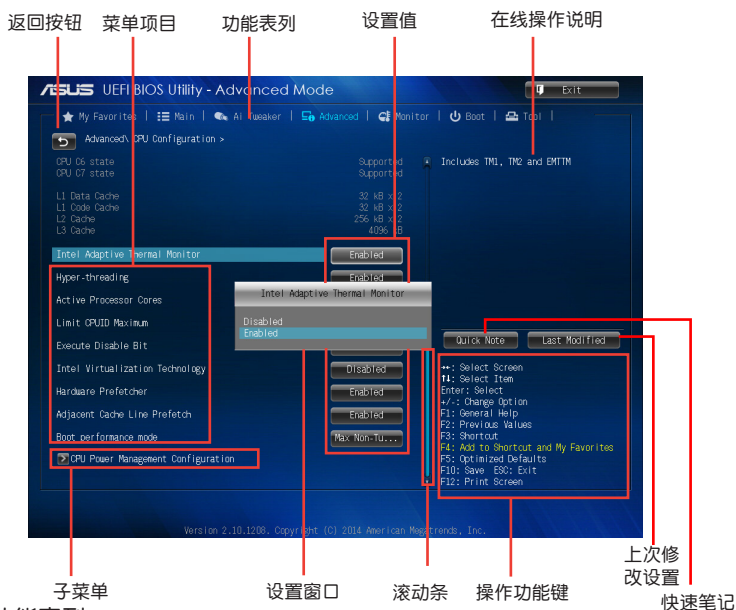 返回按钮 菜单项目 功能表列 设置值 在线操作说明
ASUS UEFI BIOS Utility - Advanced Mode Exit
My Favorites Main Ai Tweaker Advanced Monitor Boot Tool
Advanced\ CPU Configuration >
CPU C6 state Supported Includes TM1, TM2 and EMTTM
CPU C7 state Supported
L1 Data Cache 32 kB x 2
L1 Code Cache 32 kB x 2
L2 Cache 256 kB x 2
L3 Cache 4096 kB
Intel Adaptive Thermal Monitor Enabled
Hyper-threading Enabled
Intel Adaptive Thermal Monitor
Active Processor Cores
Limit CPUID Maximum Disabled
Enabled
Execute Disable Bit
Quick Note Last Modified
Intel Virtualization Technology Disabled
Hardware Prefetcher Enabled
Adjacent Cache Line Prefetch Enabled
Boot performance mode Max Non-Tu...
CPU Power Management Configuration
→←: Select Screen
↑↓: Select Item
Enter: Select
+/-: Change Option
F1: General Help
F2: Previous Values
F3: Shortcut
F4: Add to Shortcut and My Favorites
F5: Optimized Defaults
F10: Save ESC: Exit
F12: Print Screen
Version 2.10.1208. Copyright (C) 2014 American Megatrends, Inc.
子菜单 设置窗口 滚动条 操作功能键
上次修
改设置
快速笔记